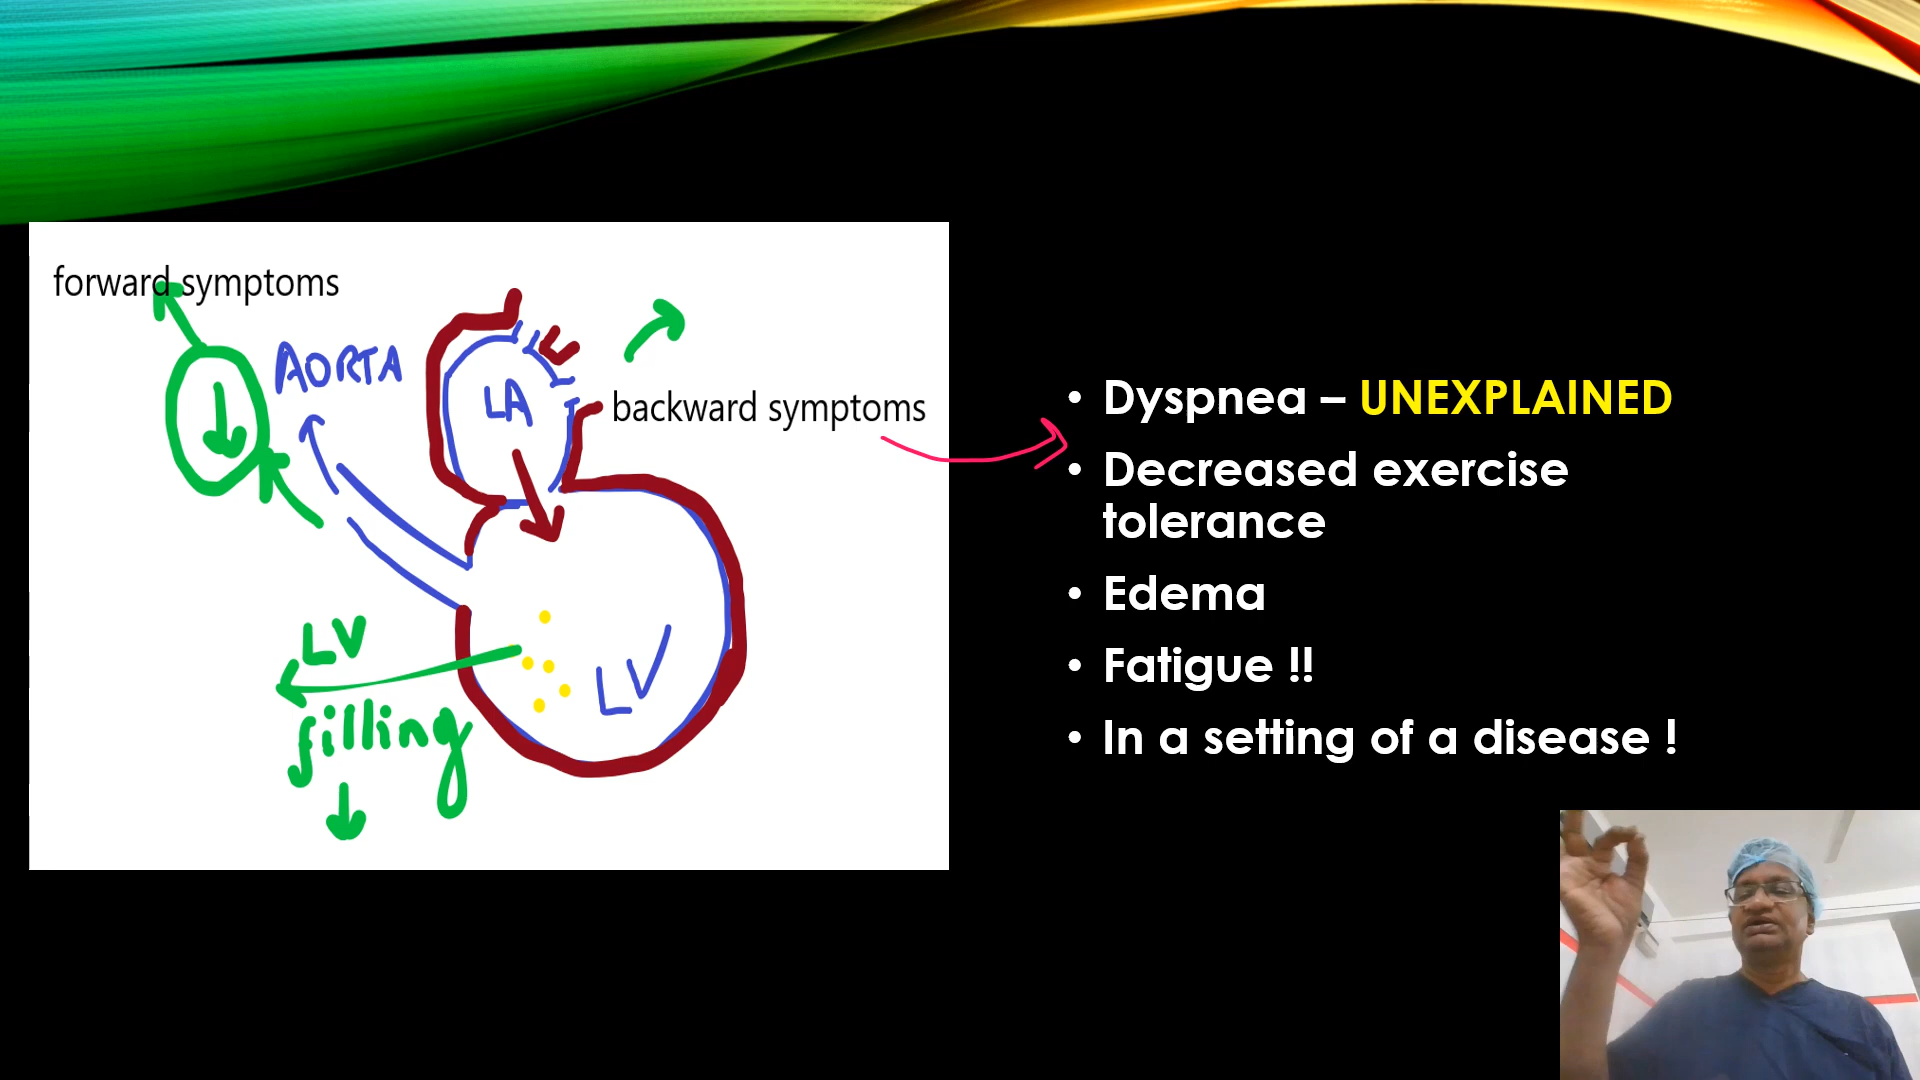 forward symptoms
AORTA
LA
backward symptoms
LV
filling
LV
• Dyspnea – UNEXPLAINED
• Decreased exercise
tolerance
• Edema
• Fatigue !!
• In a setting of a disease !